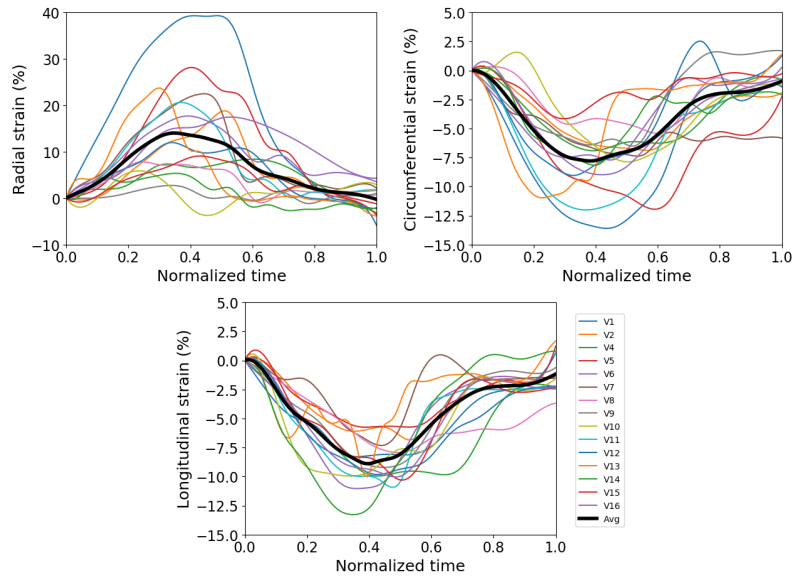 40
30
20
10
0
−10
Radial strain (%)
0.0 0.2 0.4 0.6 0.8 1.0
Normalized time
5.0
2.5
0.0
−2.5
−5.0
−7.5
−10.0
−12.5
−15.0
Circumferential strain (%)
0.0 0.2 0.4 0.6 0.8 1.0
Normalized time
5.0
2.5
0.0
−2.5
−5.0
−7.5
−10.0
−12.5
−15.0
Longitudinal strain (%)
0.0 0.2 0.4 0.6 0.8 1.0
Normalized time
V1
V2
V4
V5
V6
V7
V8
V9
V10
V11
V12
V13
V14
V15
V16
Avg